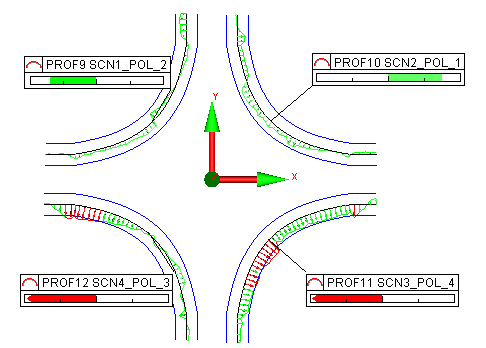 PROF9 SCN1_POL_2
PROF10 SCN2_POL_1
Y
X
PROF12 SCN4_POL_3
PROF11 SCN3_POL_4